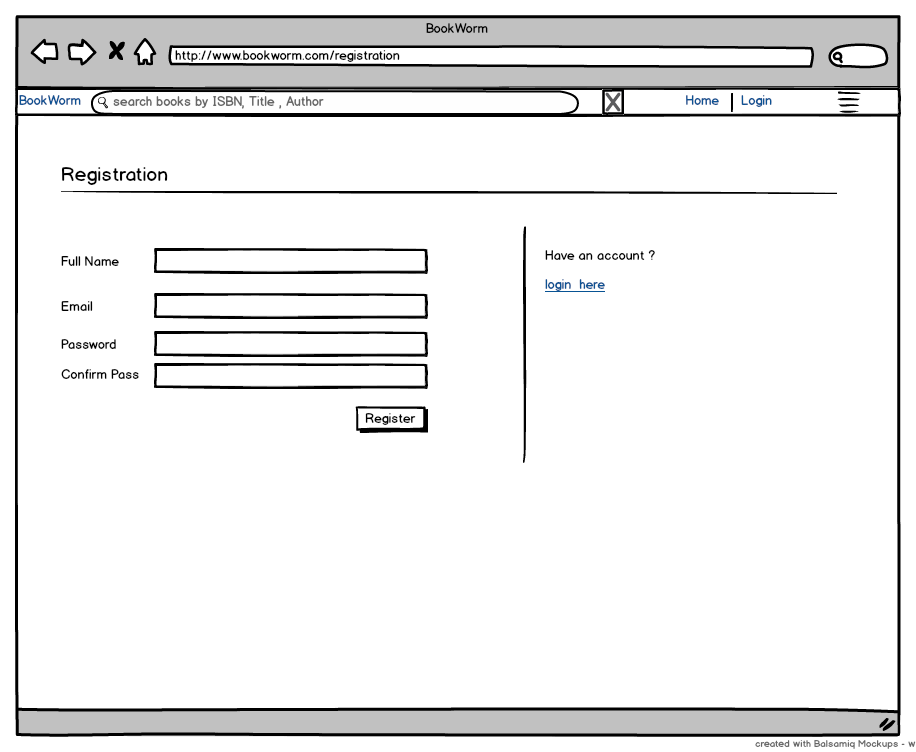 BookWorm
http://www.bookworm.com/registration
BookWorm search books by ISBN, Title , Author Home Login
Registration
Have an account ?
Full Name
login here
Email
Password
Confirm Pass
Register
created with Balsamiq Mockups - w